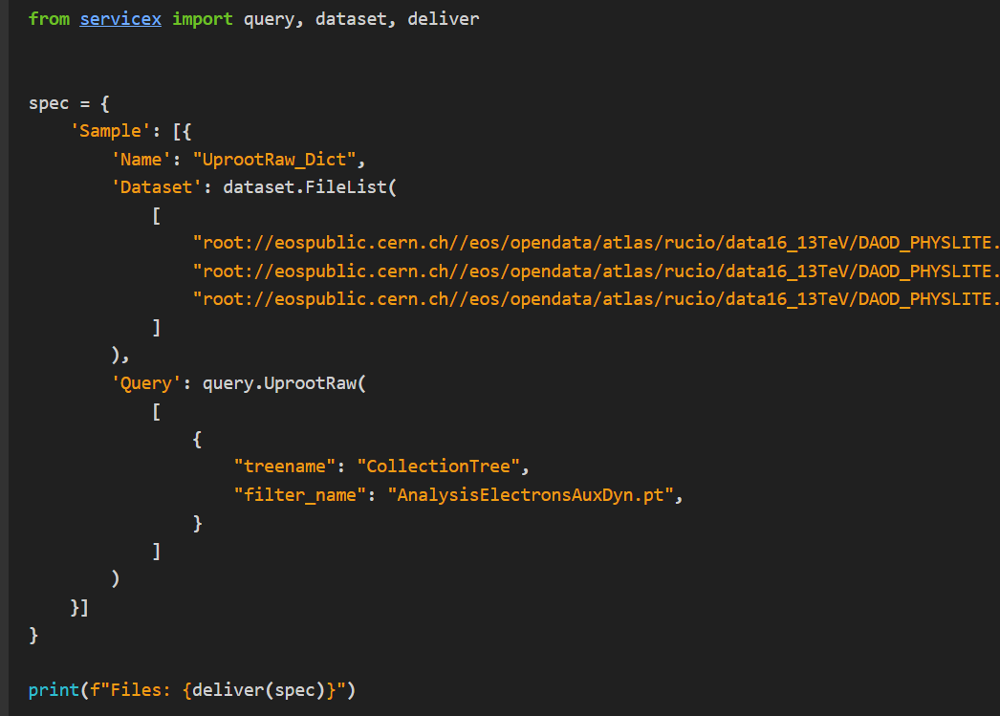 from servicex import query, dataset, deliver
spec = {
'Sample': [{
'Name': "UprootRaw_Dict",
'Dataset': dataset.FileList(
[
"root://eospublic.cern.ch//eos/opendata/atlas/rucio/data16_13TeV/DAOD_PHYSLITE.
"root://eospublic.cern.ch//eos/opendata/atlas/rucio/data16_13TeV/DAOD_PHYSLITE.
"root://eospublic.cern.ch//eos/opendata/atlas/rucio/data16_13TeV/DAOD_PHYSLITE.
]
),
'Query': query.UprootRaw(
[
{
"treename": "CollectionTree",
"filter_name": "AnalysisElectronsAuxDyn.pt",
}
]
)
}]
}
print(f"Files: {deliver(spec)}")